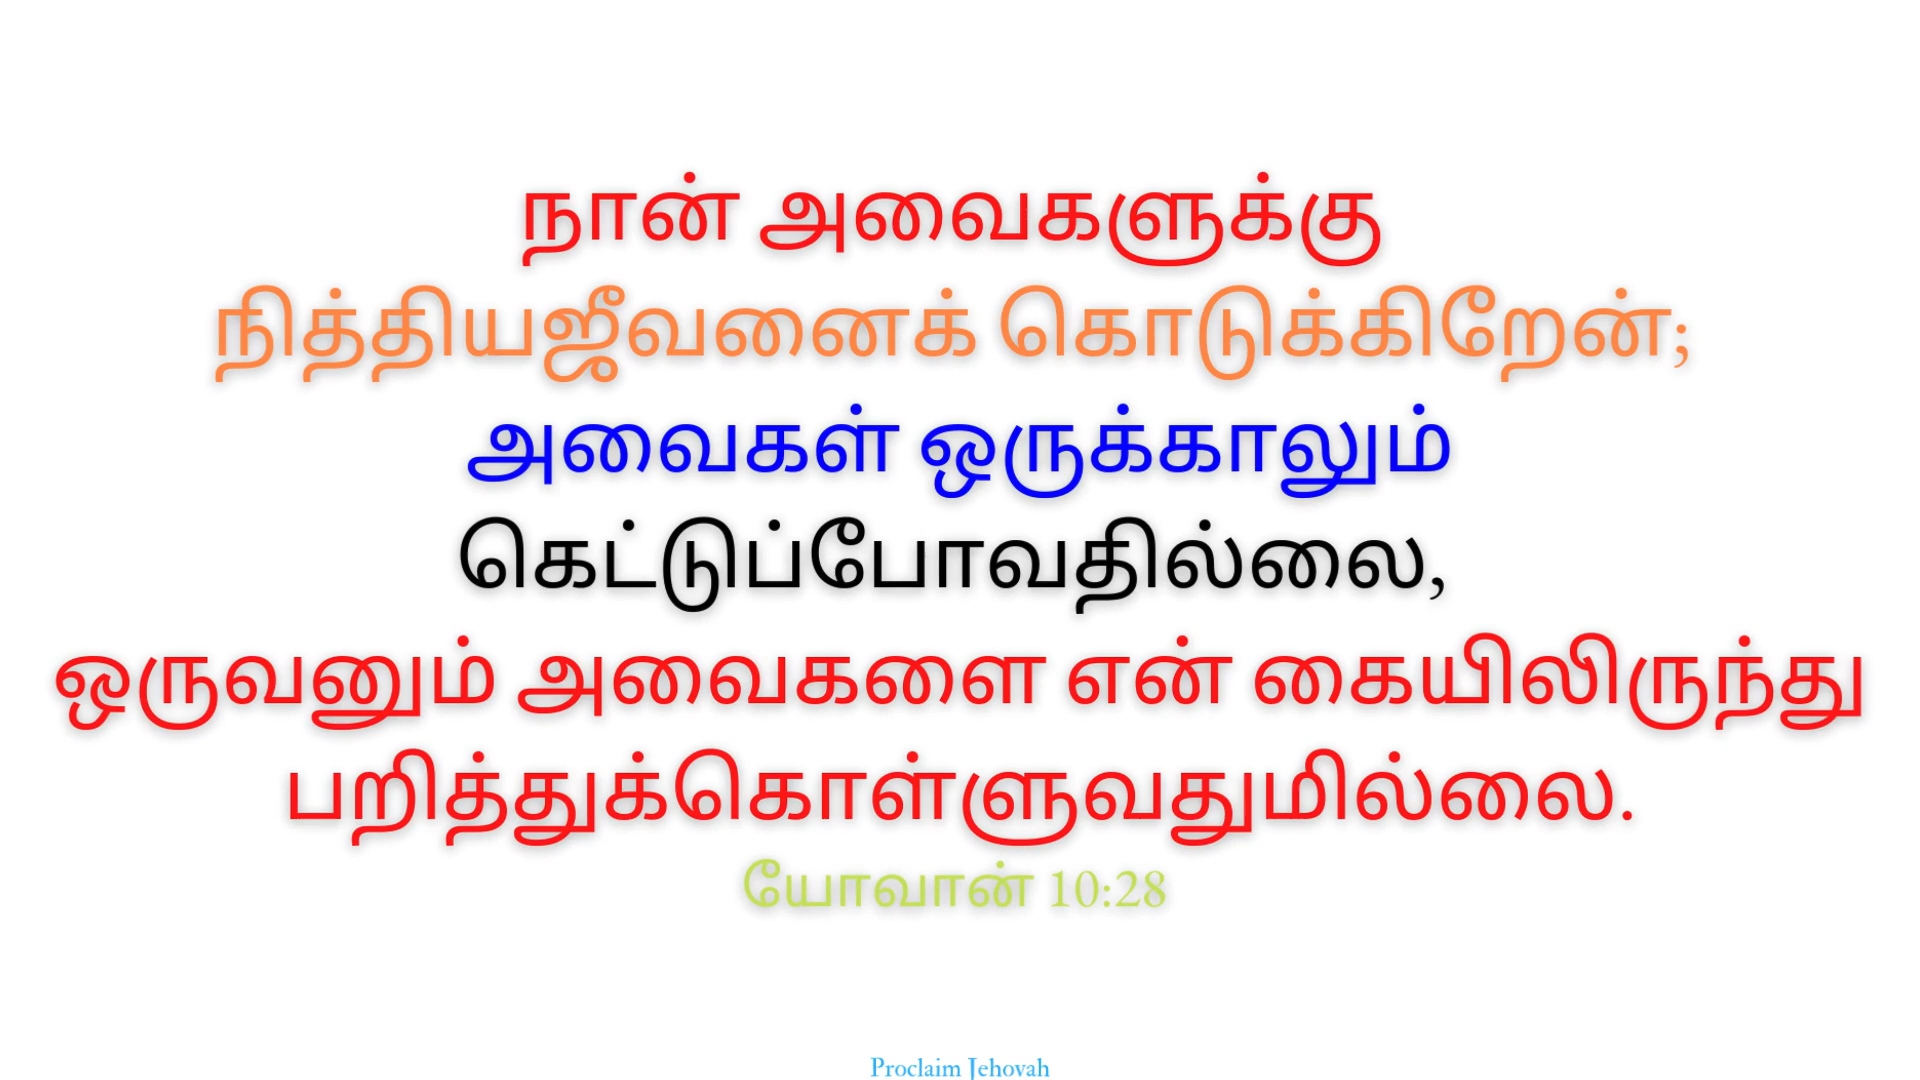 நான் அவைகளுக்கு
நித்தியஜீவனைக் கொடுக்கிறேன்;
அவைகள் ஒருக்காலும்
கெட்டுப்போவதில்லை,
ஒருவனும் அவைகளை என் கையிலிருந்து
பறித்துக்கொள்ளுவதுமில்லை.
யோவான் 10:28
Proclaim Jehovah